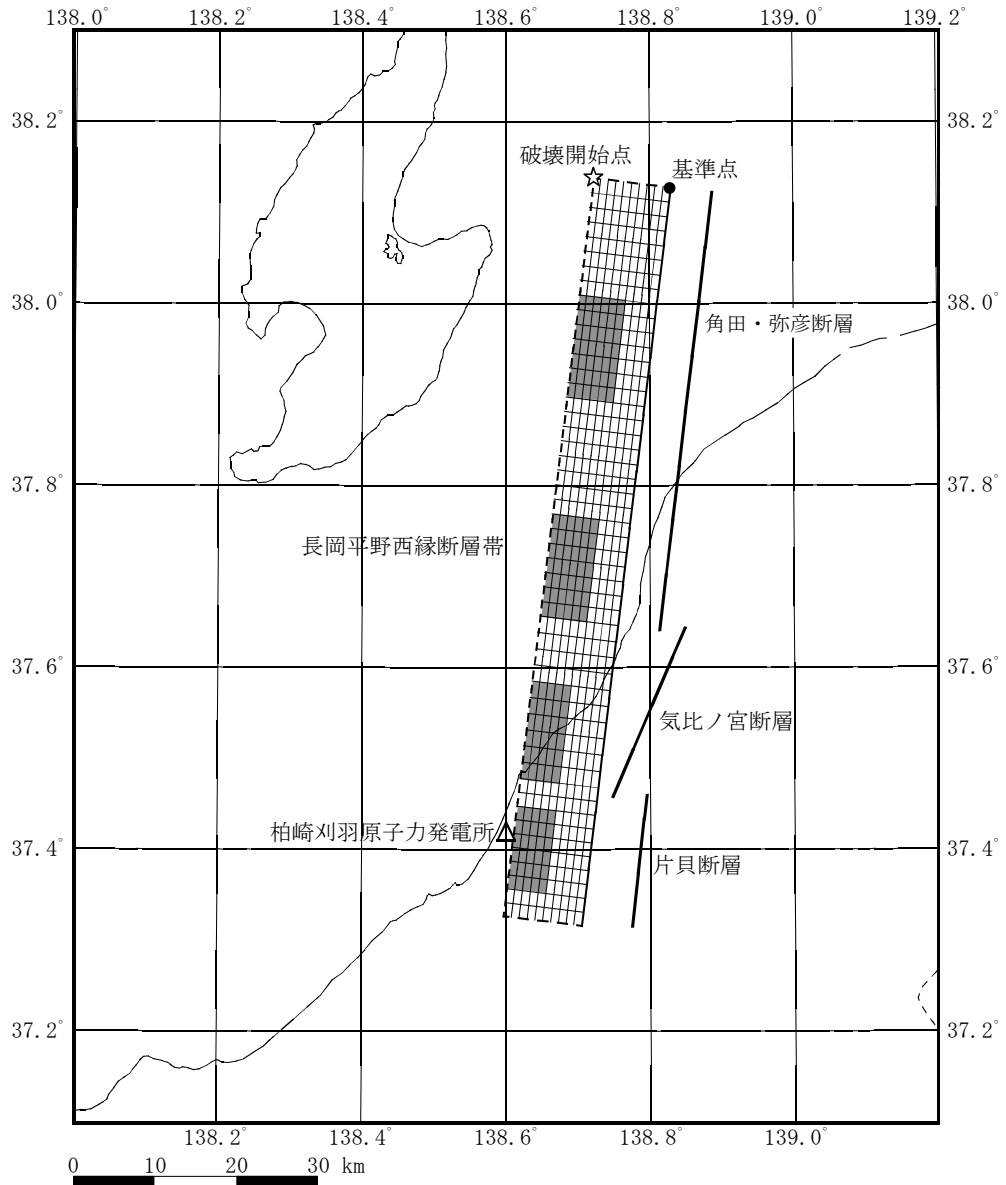 138.0° 138.2° 138.4° 138.6° 138.8° 139.0° 139.2°
38.2° 38.2°
破壊開始点
基準点
38.0° 38.0°
角田・弥彦断層
37.8° 37.8°
長岡平野西縁断層帯
37.6° 37.6°
気比ノ宮断層
柏崎刈羽原子力発電所
37.4° 37.4°
片貝断層
37.2° 37.2°
138.2° 138.4° 138.6° 138.8° 139.0°
0 10 20 30 km